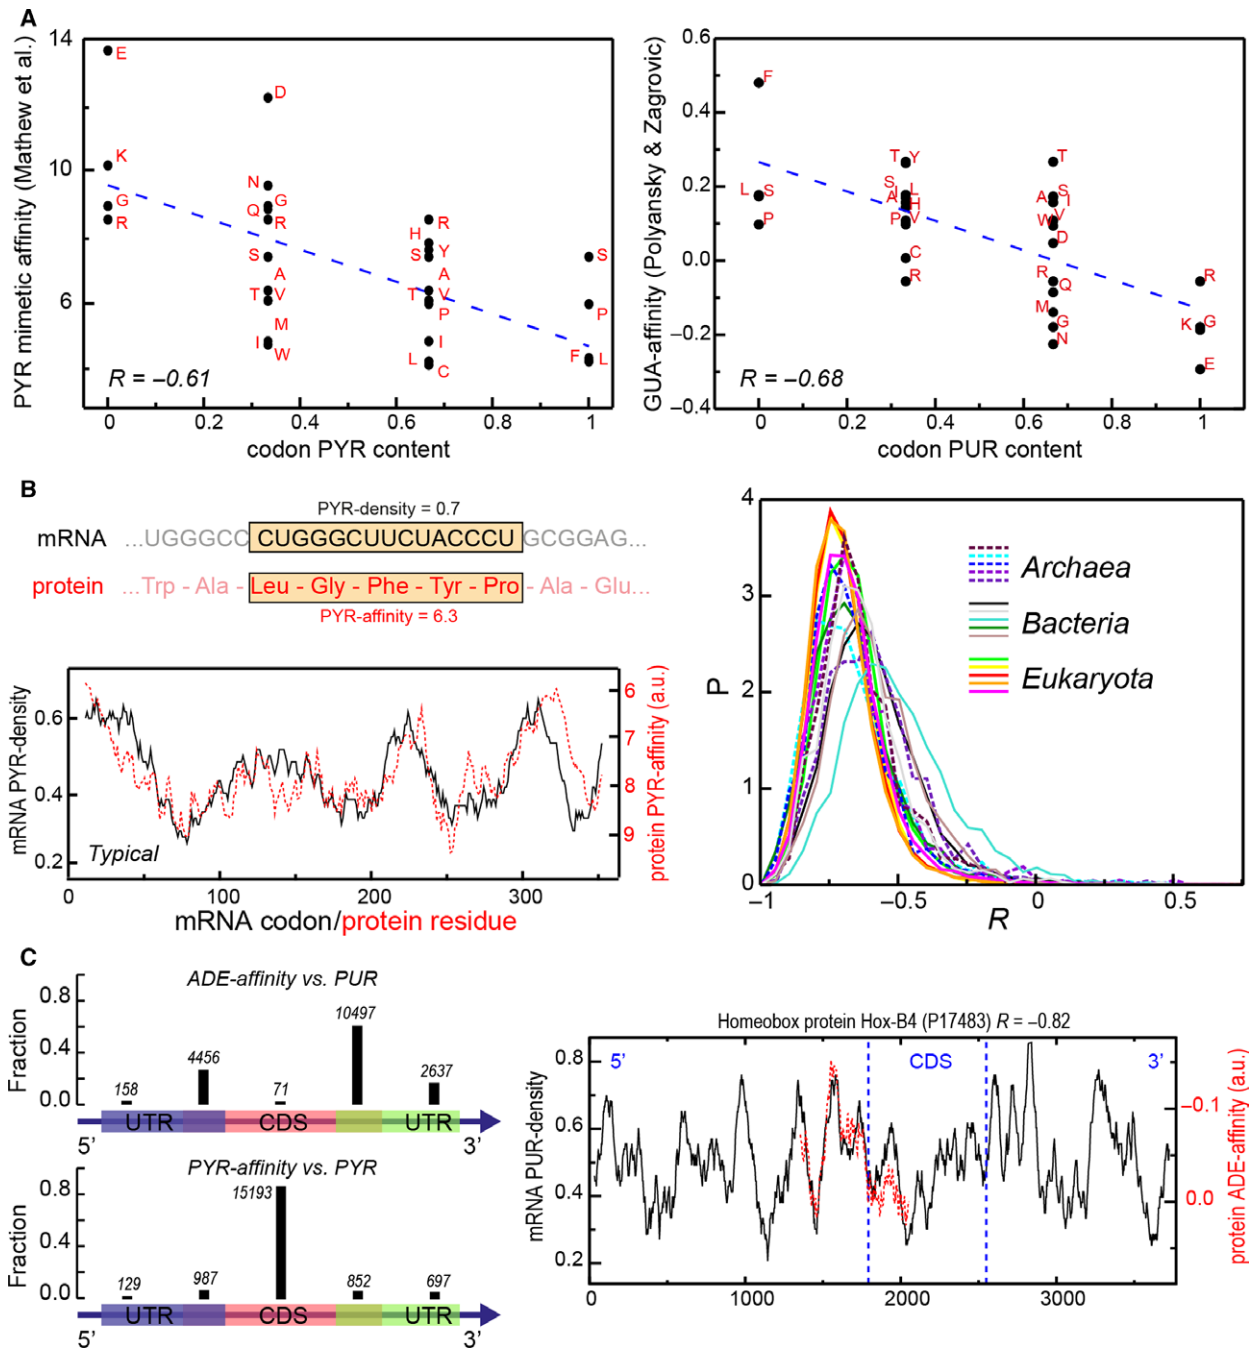 A
PYR mimetic affinity (Mathew et al.)
14
10
6
E
K
G
R
D
N
G
Q
R
S
A
T V
M
I
W
R
H
Y
S
A
T V
P
I
L
C
S
P
F L
R = –0.61
0 0.2 0.4 0.6 0.8 1
codon PYR content
GUA-affinity (Polyansky & Zagrovic)
0.6
0.4
0.2
0.0
–0.2
–0.4
F
L S
P
T Y
S
I L
A H
P V
C
R
T
S
A I
V
W
D
R
Q
M
G
N
R
G
K
E
R = –0.68
0 0.2 0.4 0.6 0.8 1
codon PUR content
B
PYR-density = 0.7
mRNA ...UGGGCC CUGGGCUUCUACCCU GCGGAG...
protein ...Trp - Ala - Leu - Gly - Phe - Tyr - Pro - Ala - Glu...
PYR-affinity = 6.3
mRNA PYR-density
0.6
0.4
0.2
Typical
6
7
8
9
protein PYR-affinity (a.u.)
0 100 200 300
mRNA codon/protein residue
P
4
3
2
1
0
Archaea
Bacteria
Eukaryota
–1 –0.5 0 0.5
R
C
ADE-affinity vs. PUR
Fraction
0.8
0.4
0.0
158
4456
71
10497
2637
UTR CDS UTR
5’ 3’
PYR-affinity vs. PYR
Fraction
0.8
0.4
0.0
129
987
15193
852
697
UTR CDS UTR
5’ 3’
Homeobox protein Hox-B4 (P17483) R = –0.82
mRNA PUR-density
0.8
0.6
0.4
0.2
5’ CDS 3’
–0.1
0.0
protein ADE-affinity (a.u.)
0 1000 2000 3000